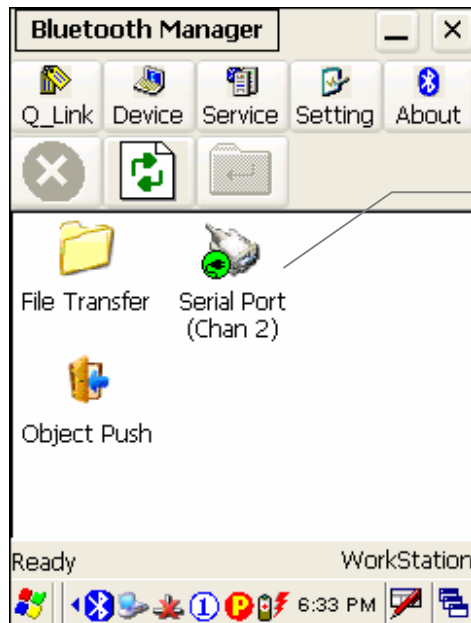 Bluetooth Manager
Q_Link Device Service Setting About
File Transfer Serial Port
(Chan 2)
Object Push
Ready WorkStation
1 P 6:33 PM